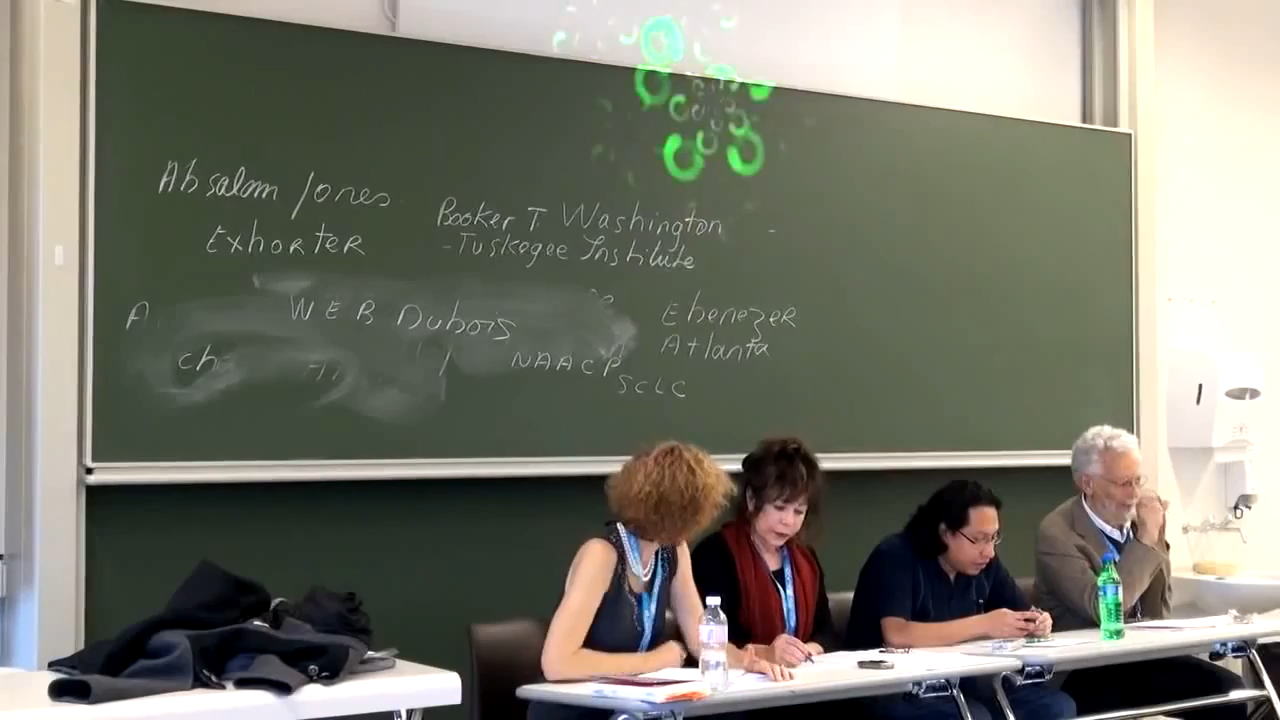 Absalom Jones
Exhorter
Booker T. Washington -
-Tuskegee Institute
W E B Dubois
NAACP
SCLC
Ebenezer
Atlanta